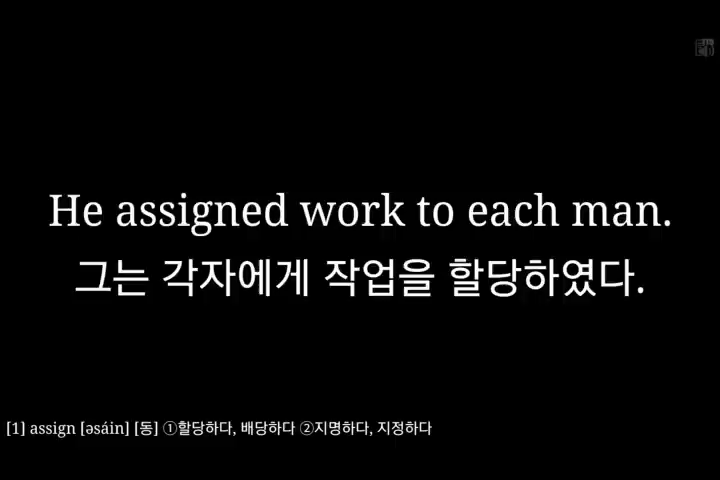 He assigned work to each man.
그는 각자에게 작업을 할당하였다.
[1] assign [əsáin] [동] ①할당하다, 배당하다 ②지명하다, 지정하다